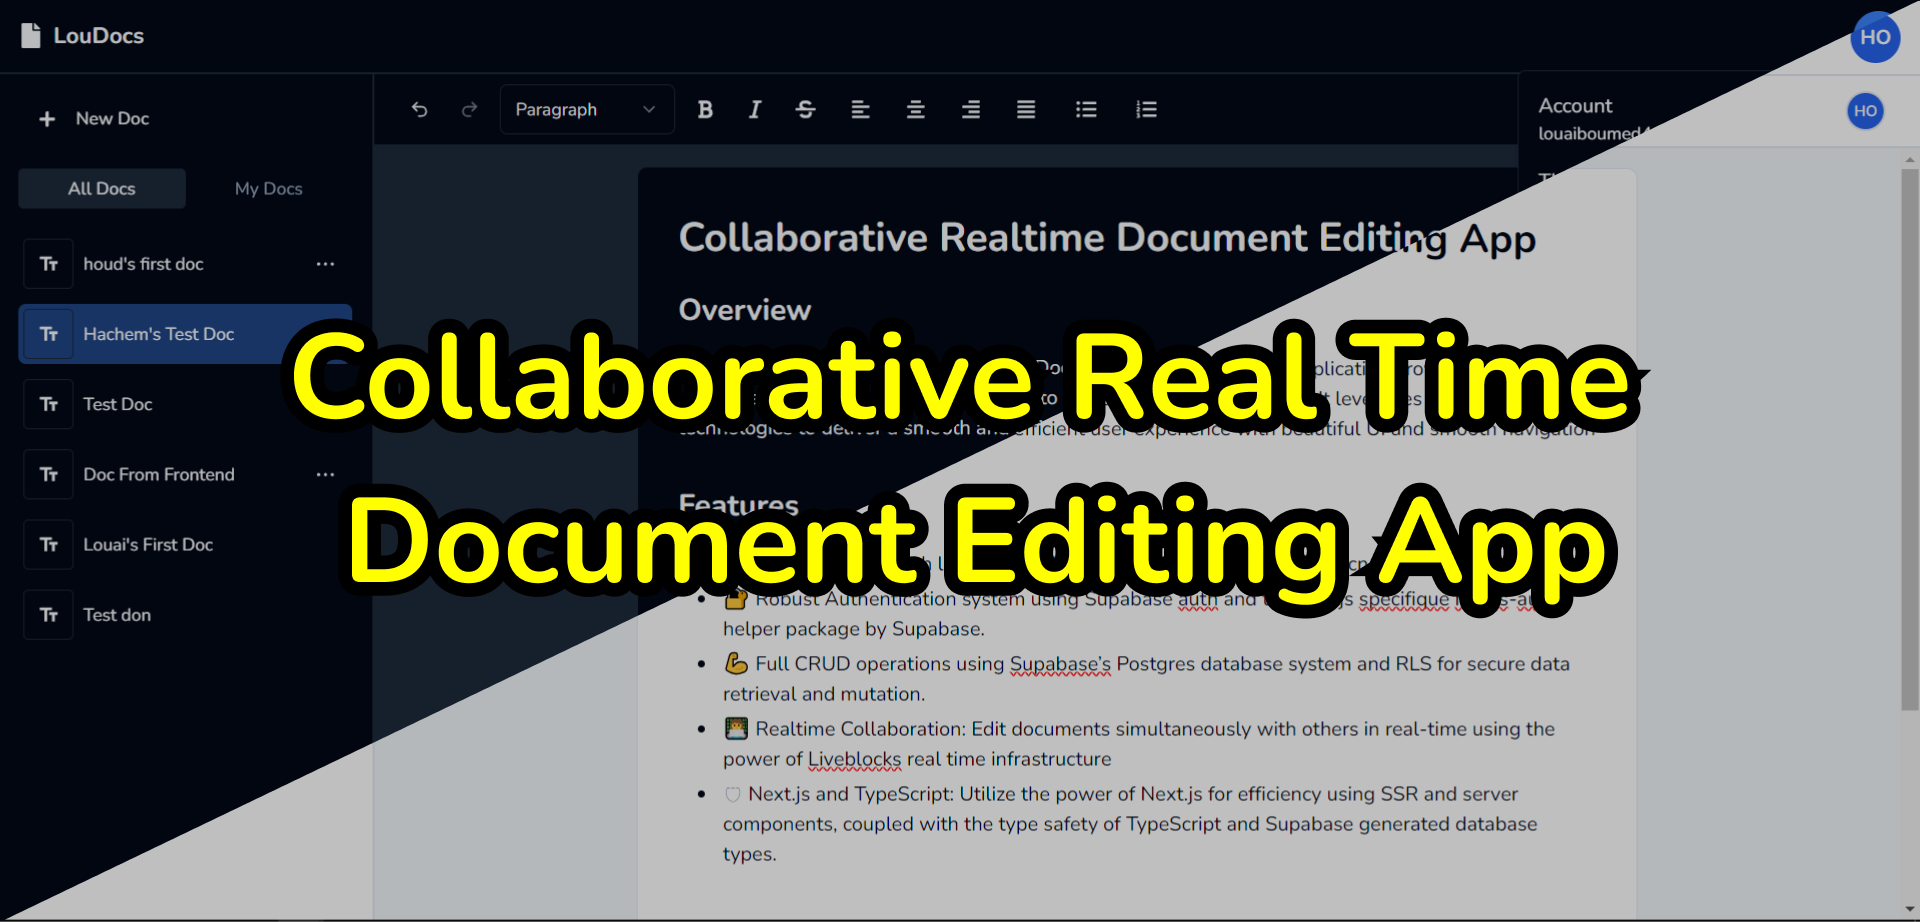 LouDocs
HO
New Doc
All Docs
My Docs
houd's first doc
Hachem's Test Doc
Test Doc
Doc From Frontend
Louai's First Doc
Test don
Paragraph
Account
HO
louaiboumed
Collaborative Realtime Document Editing App
Overview
Collaborative Real Time
Document Editing App
technologies to deliver a smooth and efficient user experience with beautiful UI and smooth navigation
Features
Robust Authentication system using Supabase auth and specifique
helper package by Supabase.
💪 Full CRUD operations using Supabase's Postgres database system and RLS for secure data
retrieval and mutation.
Realtime Collaboration: Edit documents simultaneously with others in real-time using the
power of Liveblocks real time infrastructure
Next.js and TypeScript: Utilize the power of Next.js for efficiency using SSR and server
components, coupled with the type safety of TypeScript and Supabase generated database
types.